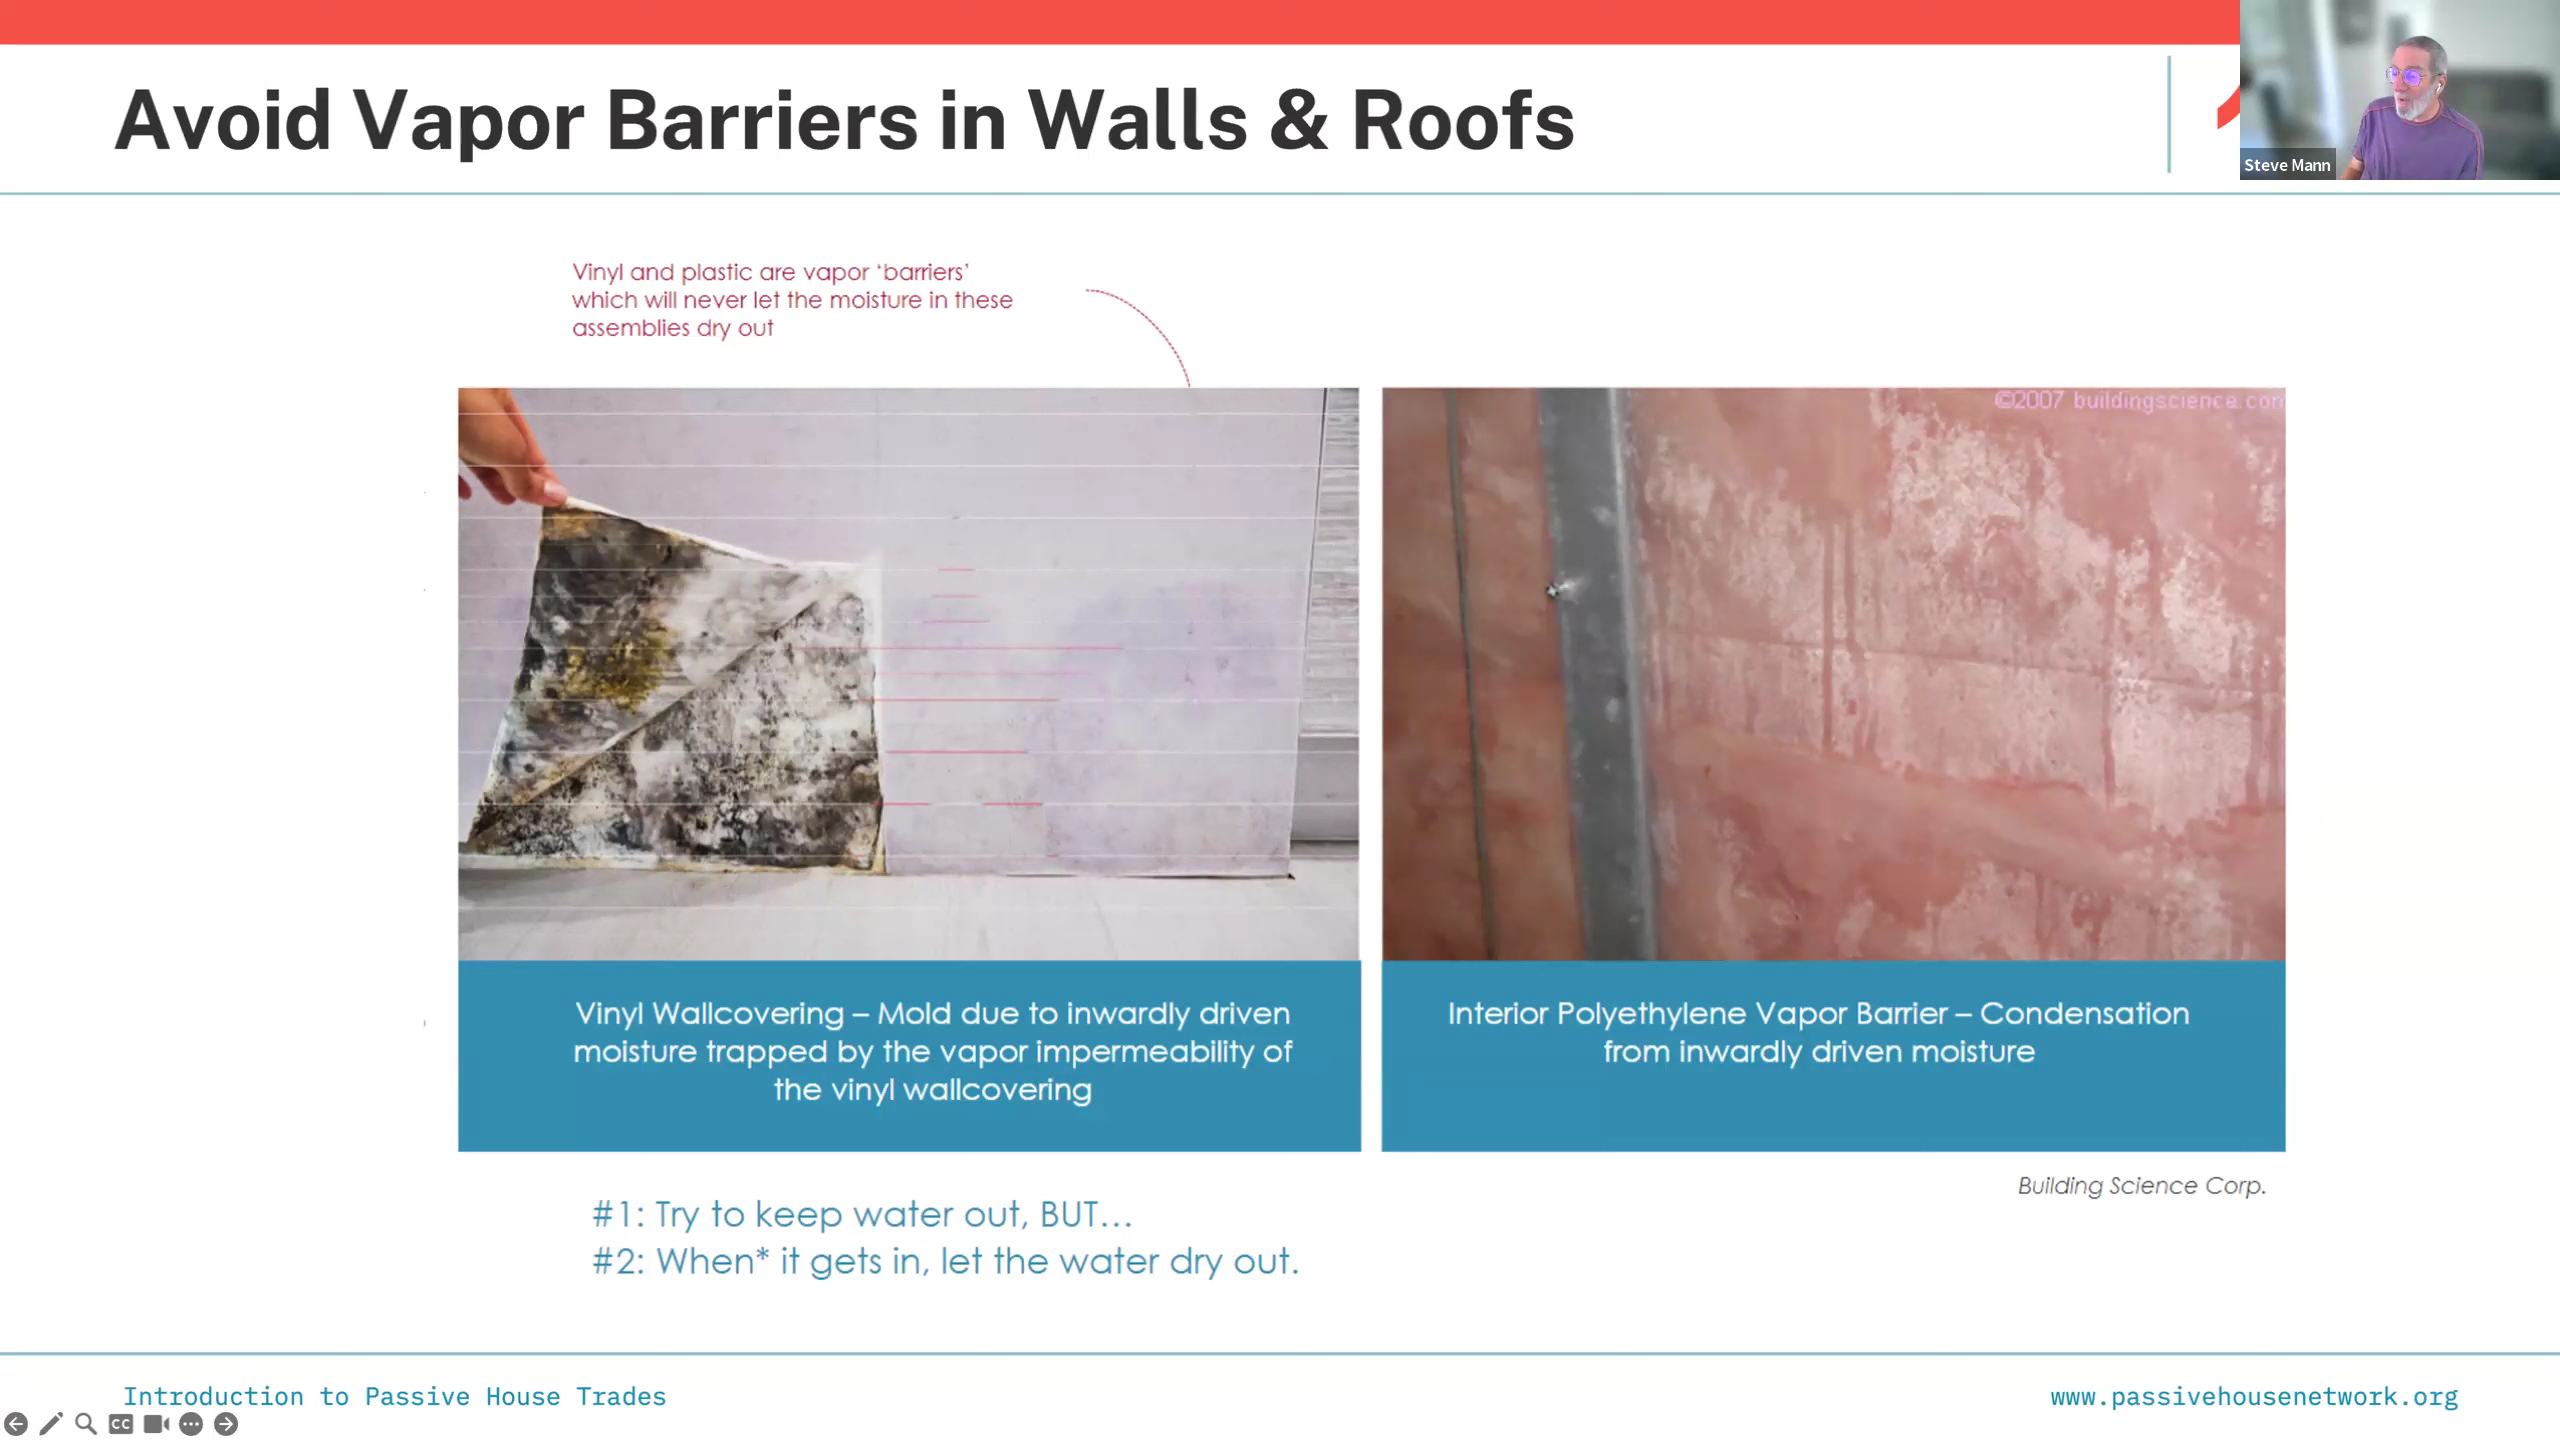 Avoid Vapor Barriers in Walls & Roofs
Steve Mann
Vinyl and plastic are vapor ‘barriers’
which will never let the moisture in these
assemblies dry out
©2007 buildingscience.com
Vinyl Wallcovering – Mold due to inwardly driven
moisture trapped by the vapor impermeability of
the vinyl wallcovering
Interior Polyethylene Vapor Barrier – Condensation
from inwardly driven moisture
Building Science Corp.
#1: Try to keep water out, BUT...
#2: When* it gets in, let the water dry out.
Introduction to Passive House Trades
www.passivehousenetwork.org
CC